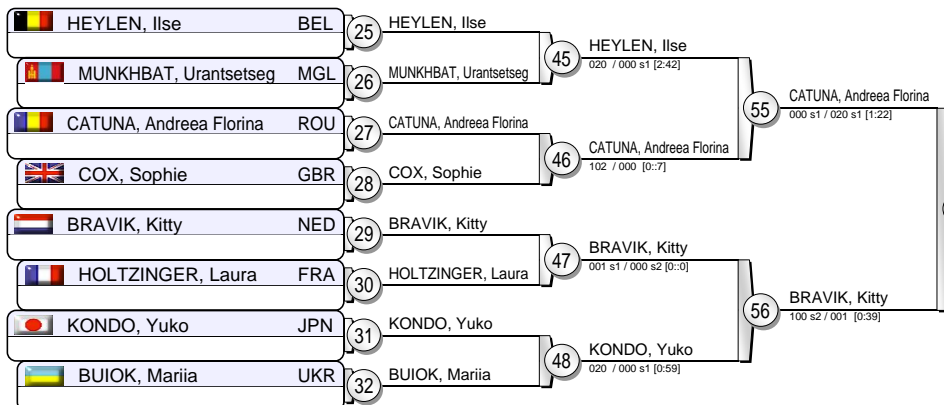 HEYLEN, Ilse BEL
MUNKHBAT, Urantsetseg MGL
CATUNA, Andreea Florina ROU
COX, Sophie GBR
BRAVIK, Kitty NED
HOLTZINGER, Laura FRA
KONDO, Yuko JPN
BUIOK, Mariia UKR
25 HEYLEN, Ilse
26 MUNKHBAT, Urantsetseg
27 CATUNA, Andreea Florina
28 COX, Sophie
29 BRAVIK, Kitty
30 HOLTZINGER, Laura
31 KONDO, Yuko
32 BUIOK, Mariia
45 HEYLEN, Ilse
020 / 000 s1 [2:42]
46 CATUNA, Andreea Florina
102 / 000 [0::7]
47 BRAVIK, Kitty
001 s1 / 000 s2 [0::0]
48 KONDO, Yuko
020 / 000 s1 [0:59]
55 CATUNA, Andreea Florina
000 s1 / 020 s1 [1:22]
56 BRAVIK, Kitty
100 s2 / 001 [0:39]